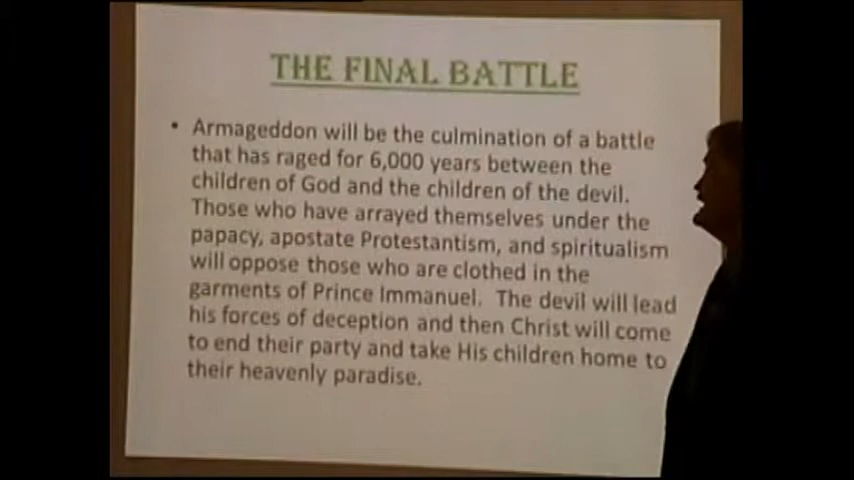 THE FINAL BATTLE
• Armageddon will be the culmination of a battle
that has raged for 6,000 years between the
children of God and the children of the devil.
Those who have arrayed themselves under the
papacy, apostate Protestantism, and spiritualism
will oppose those who are clothed in the
garments of Prince Immanuel.  The devil will lead
his forces of deception and then Christ will come
to end their party and take His children home to
their heavenly paradise.